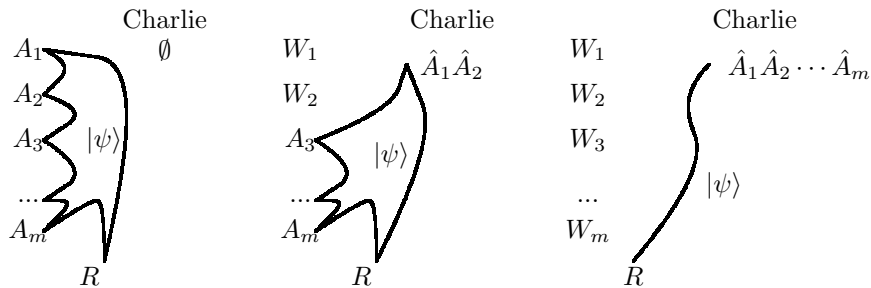 Charlie
A₁ ∅
A₂
A₃ |ψ⟩
...
Aₘ
R
Charlie
W₁ Â₁Â₂
W₂
A₃ |ψ⟩
...
Aₘ
R
Charlie
W₁ Â₁Â₂ ⋯ Âₘ
W₂
W₃
... |ψ⟩
Wₘ
R